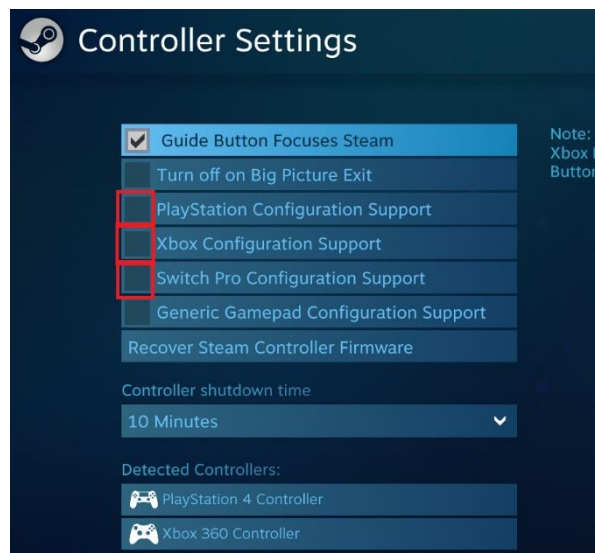 Controller Settings
Guide Button Focuses Steam
Turn off on Big Picture Exit
PlayStation Configuration Support
Xbox Configuration Support
Switch Pro Configuration Support
Generic Gamepad Configuration Support
Recover Steam Controller Firmware
Controller shutdown time
10 Minutes
Detected Controllers:
PlayStation 4 Controller
Xbox 360 Controller
Note:
Xbox